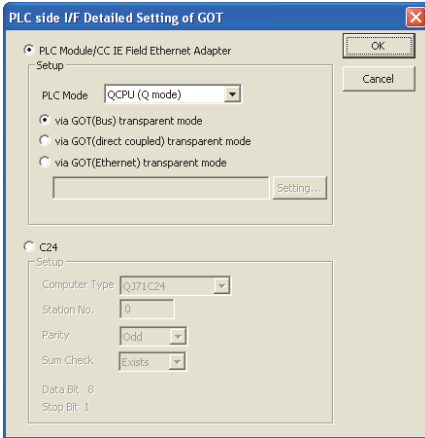 PLC side I/F Detailed Setting of GOT
PLC Module/CC IE Field Ethernet Adapter
OK
Setup
Cancel
PLC Mode QCPU (Q mode)
via GOT(Bus) transparent mode
via GOT(direct coupled) transparent mode
via GOT(Ethernet) transparent mode
Setting...
C24
Setup
Computer Type QJ71C24
Station No. 0
Parity Odd
Sum Check Exists
Data Bit 8
Stop Bit 1